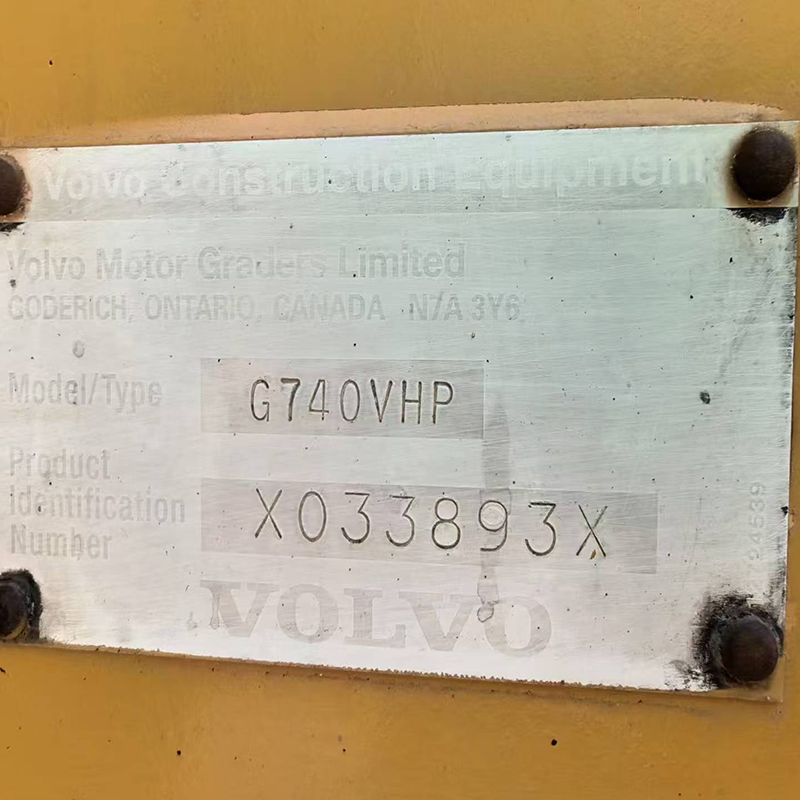 Volvo Construction Equipment
Volvo Motor Graders Limited
GODERICH, ONTARIO, CANADA N/A 3Y6
Model/Type G740VHP
Product
Identification
Number
X033893X
VOLVO
94539